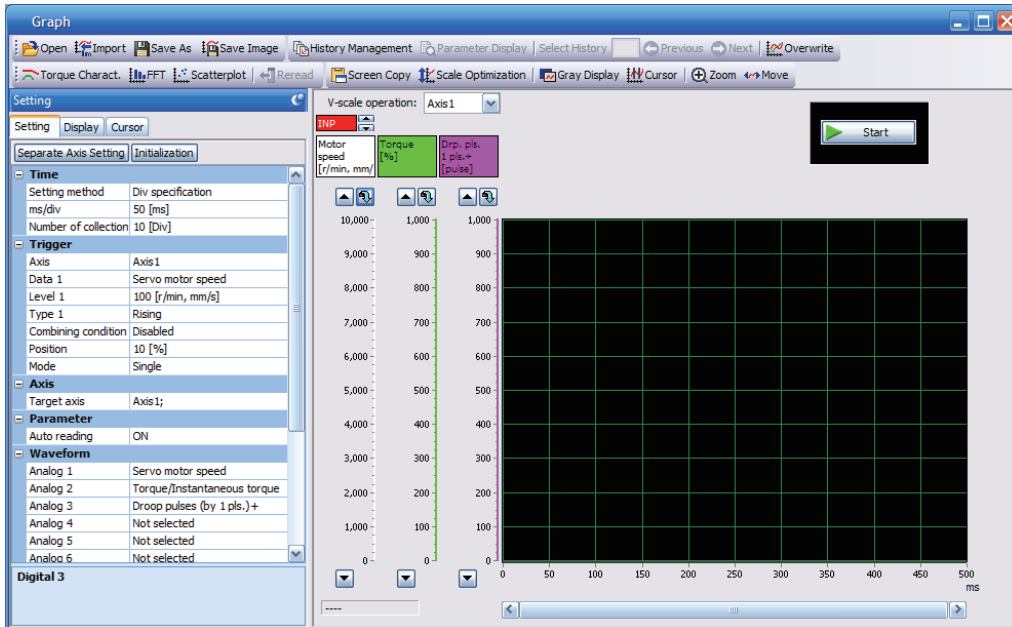 Graph
Open Import Save As Save Image History Management Parameter Display Select History Previous Next Overwrite
Torque Charact. FFT Scatterplot Reread Screen Copy Scale Optimization Gray Display Cursor Zoom Move
Setting
Setting Display Cursor
Separate Axis Setting Initialization
Time
Setting method Div specification
ms/div 50 [ms]
Number of collection 10 [Div]
Trigger
Axis Axis1
Data 1 Servo motor speed
Level 1 100 [r/min, mm/s]
Type 1 Rising
Combining condition Disabled
Position 10 [%]
Mode Single
Axis
Target axis Axis1;
Parameter
Auto reading ON
Waveform
Analog 1 Servo motor speed
Analog 2 Torque/Instantaneous torque
Analog 3 Droop pulses (by 1 pls.)+
Analog 4 Not selected
Analog 5 Not selected
Analog 6 Not selected
Digital 3
V-scale operation: Axis1
INP
Motor speed [r/min, mm/
Torque [%]
Drp. pls. 1 pls.+ [pulse]
Start
10,000 1,000 1,000
9,000 900 900
8,000 800 800
7,000 700 700
6,000 600 600
5,000 500 500
4,000 400 400
3,000 300 300
2,000 200 200
1,000 100 100
0 0 0
0 50 100 150 200 250 300 350 400 450 500
ms
----